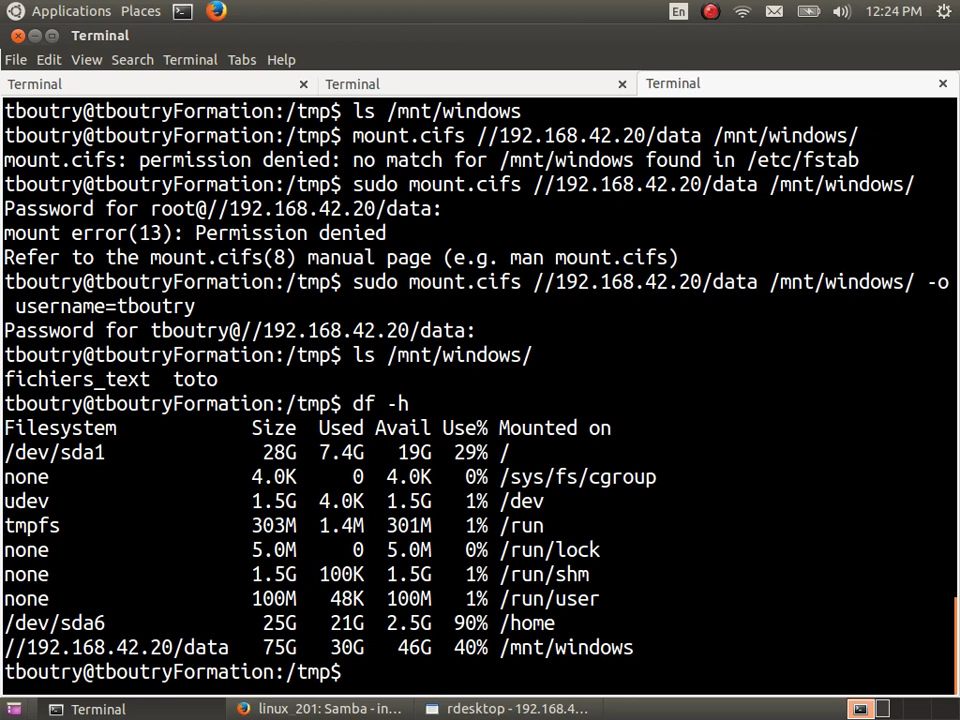 Applications Places En 12:24 PM
Terminal
File Edit View Search Terminal Tabs Help
Terminal Terminal Terminal
tboutry@tboutryFormation:/tmp$ ls /mnt/windows
tboutry@tboutryFormation:/tmp$ mount.cifs //192.168.42.20/data /mnt/windows/
mount.cifs: permission denied: no match for /mnt/windows found in /etc/fstab
tboutry@tboutryFormation:/tmp$ sudo mount.cifs //192.168.42.20/data /mnt/windows/
Password for root@//192.168.42.20/data:
mount error(13): Permission denied
Refer to the mount.cifs(8) manual page (e.g. man mount.cifs)
tboutry@tboutryFormation:/tmp$ sudo mount.cifs //192.168.42.20/data /mnt/windows/ -o
 username=tboutry
Password for tboutry@//192.168.42.20/data:
tboutry@tboutryFormation:/tmp$ ls /mnt/windows/
fichiers_text  toto
tboutry@tboutryFormation:/tmp$ df -h
Filesystem            Size  Used Avail Use% Mounted on
/dev/sda1              28G  7.4G   19G  29% /
none                  4.0K     0  4.0K   0% /sys/fs/cgroup
udev                  1.5G  4.0K  1.5G   1% /dev
tmpfs                 303M  1.4M  301M   1% /run
none                  5.0M     0  5.0M   0% /run/lock
none                  1.5G  100K  1.5G   1% /run/shm
none                  100M   48K  100M   1% /run/user
/dev/sda6              25G   21G  2.5G  90% /home
//192.168.42.20/data   75G   30G   46G  40% /mnt/windows
tboutry@tboutryFormation:/tmp$
Terminal linux_201: Samba - in... rdesktop - 192.168.4...